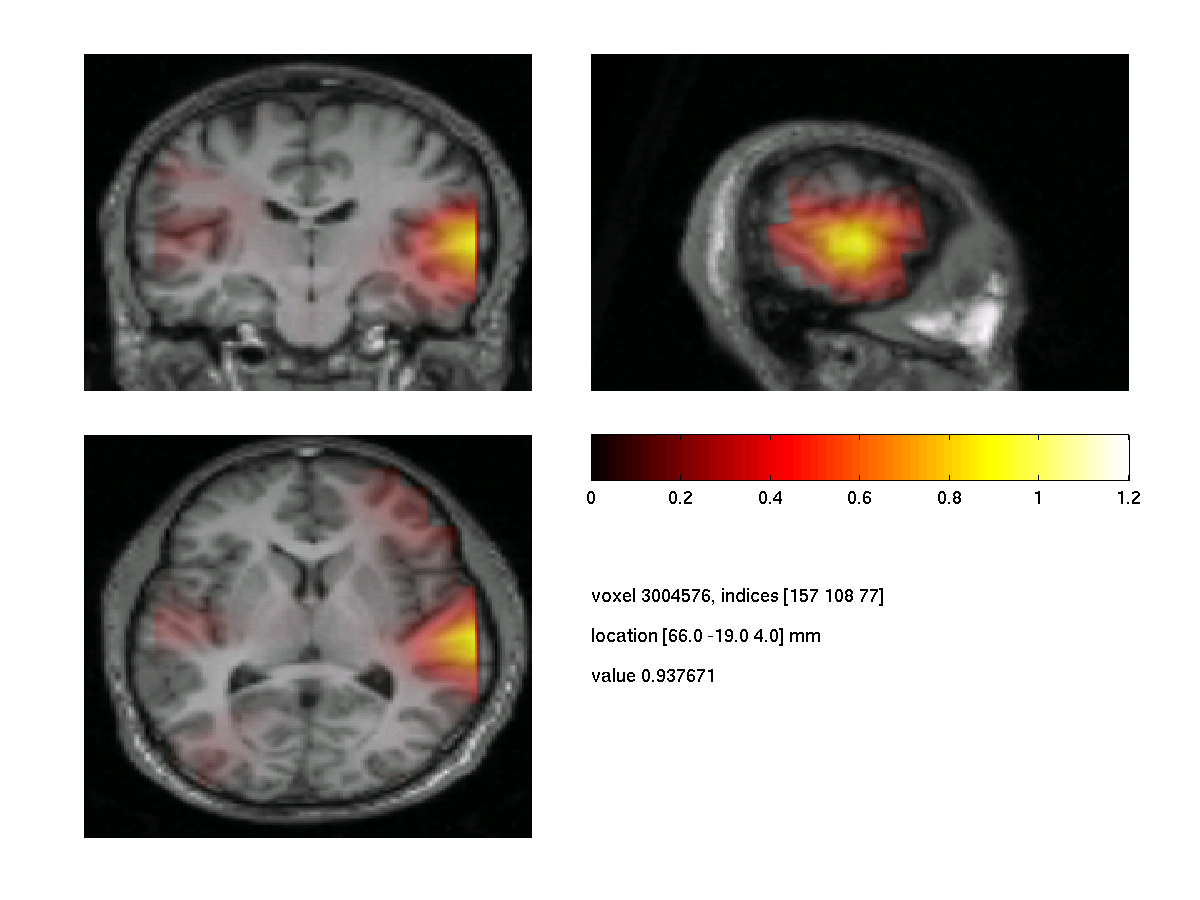 0 0.2 0.4 0.6 0.8 1 1.2
voxel 3004576, indices [157 108 77]
location [66.0 -19.0 4.0] mm
value 0.937671